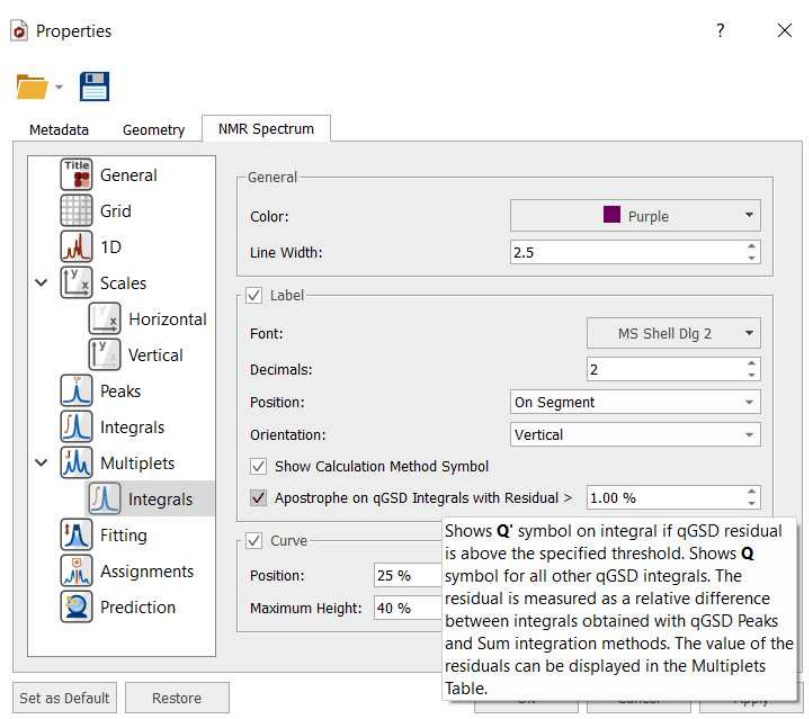 Properties
?
Metadata Geometry NMR Spectrum
Title General
Grid
1D
y x Scales
x Horizontal
y Vertical
Peaks
Integrals
Multiplets
Integrals
Fitting
Assignments
Prediction
General
Color: Purple
Line Width: 2.5
Label
Font: MS Shell Dlg 2
Decimals: 2
Position: On Segment
Orientation: Vertical
Show Calculation Method Symbol
Apostrophe on qGSD Integrals with Residual > 1.00 %
Curve
Position: 25 %
Maximum Height: 40 %
Shows Q' symbol on integral if qGSD residual
is above the specified threshold. Shows Q
symbol for all other qGSD integrals. The
residual is measured as a relative difference
between integrals obtained with qGSD Peaks
and Sum integration methods. The value of the
residuals can be displayed in the Multiplets
Table.
Set as Default Restore